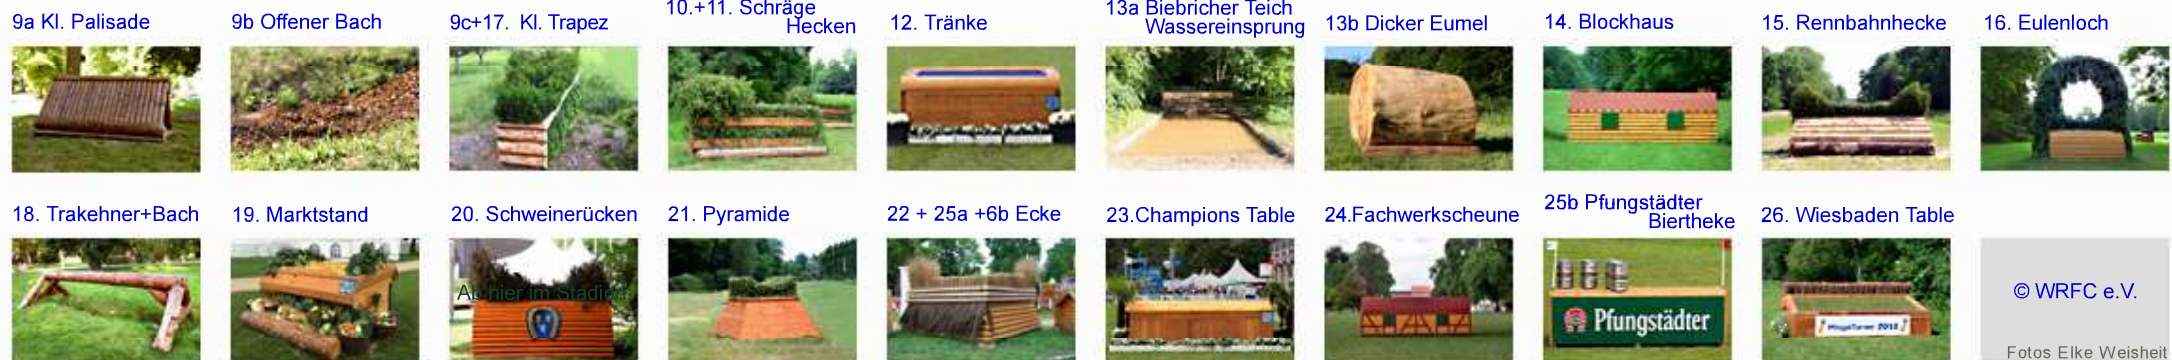 9a Kl. Palisade
9b Offener Bach
9c+17. Kl. Trapez
10.+11. Schräge
Hecken
12. Tränke
13a Biebricher Teich
Wassereinsprung
13b Dicker Eumel
14. Blockhaus
15. Rennbahnhecke
16. Eulenloch
18. Trakehner+Bach
19. Marktstand
20. Schweinerücken
Ab hier im Stadion
21. Pyramide
22 + 25a +6b Ecke
23.Champions Table
24.Fachwerkscheune
25b Pfungstädter
Biertheke
Pfungstädter
26. Wiesbaden Table
© WRFC e.V.
Fotos Elke Weisheit